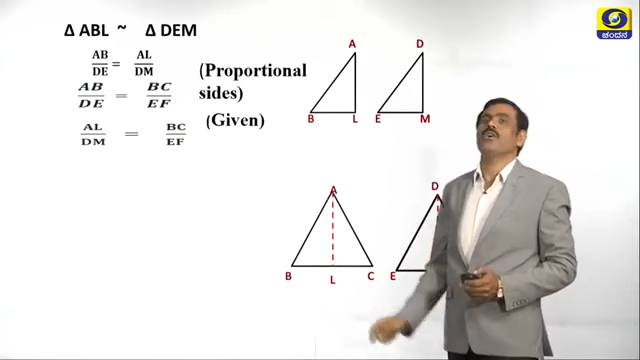 Δ ABL ~ Δ DEM
AB/DE = AL/DM
(Proportional
AB/DE = BC/EF
sides)
(Given)
AL/DM = BC/EF
A D
B L E M
A D
B L C E
ಚಂದನ